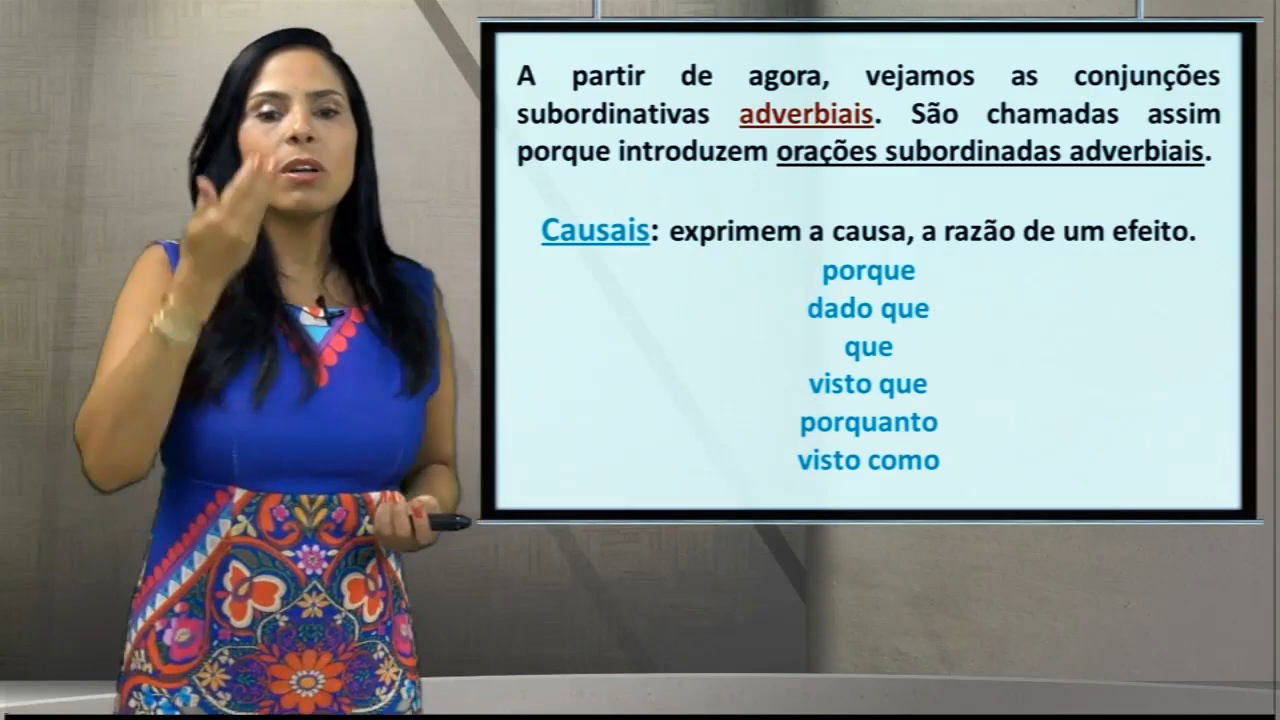 A partir de agora, vejamos as conjunções
subordinativas adverbiais. São chamadas assim
porque introduzem orações subordinadas adverbiais.
Causais: exprimem a causa, a razão de um efeito.
porque
dado que
que
visto que
porquanto
visto como